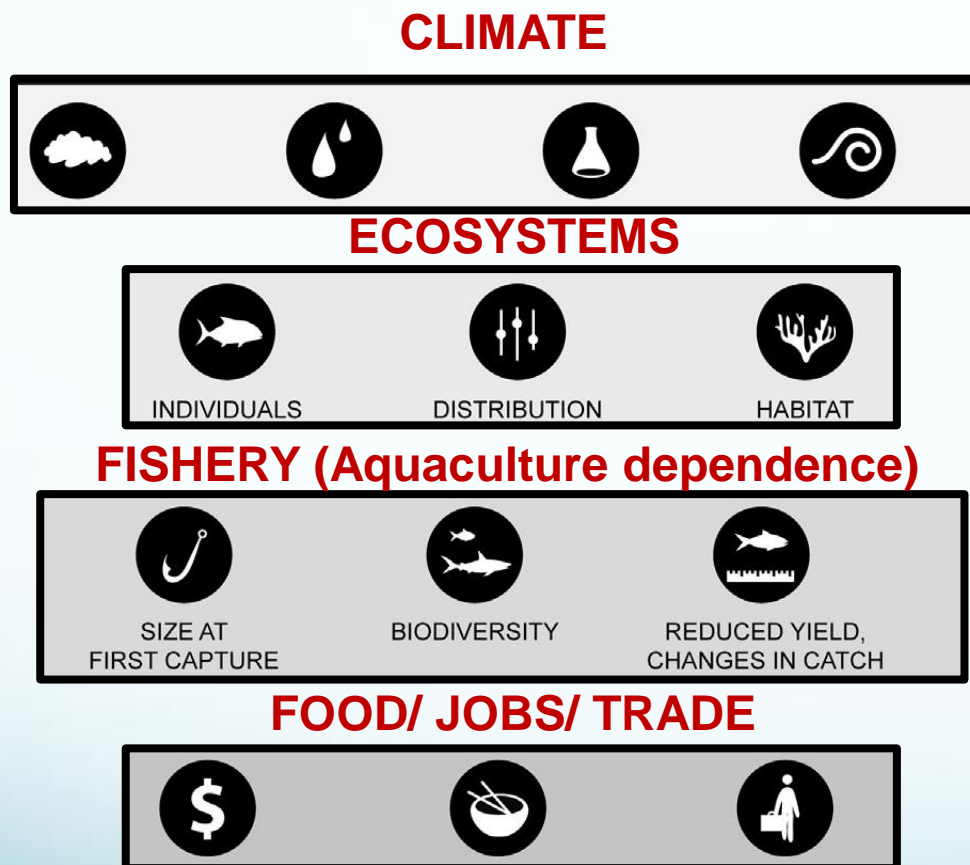 CLIMATE
ECOSYSTEMS
INDIVIDUALS DISTRIBUTION HABITAT
FISHERY (Aquaculture dependence)
SIZE AT
FIRST CAPTURE
BIODIVERSITY
REDUCED YIELD,
CHANGES IN CATCH
FOOD/ JOBS/ TRADE
$